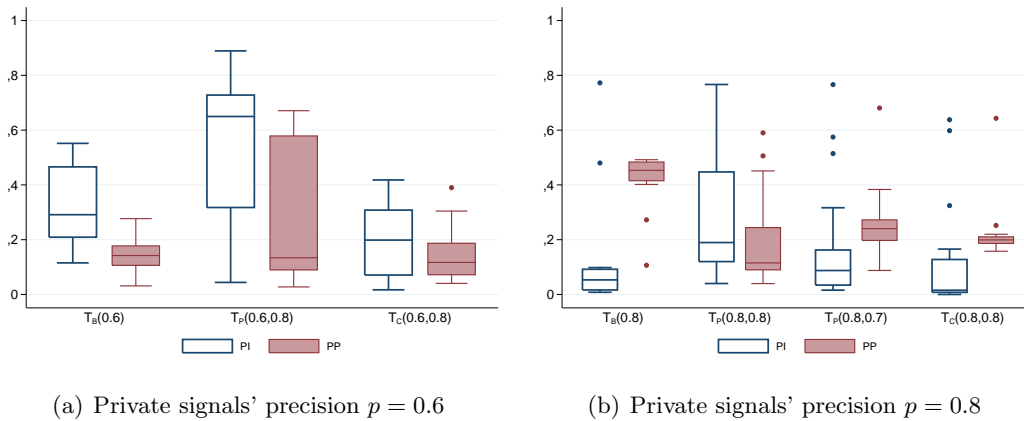 1
,8
,6
,4
,2
0
T_B(0.6) T_P(0.6,0.8) T_C(0.6,0.8)
PI PP
(a) Private signals' precision p = 0.6
1
,8
,6
,4
,2
0
T_B(0.8) T_P(0.8,0.8) T_P(0.8,0.7) T_C(0.8,0.8)
PI PP
(b) Private signals' precision p = 0.8